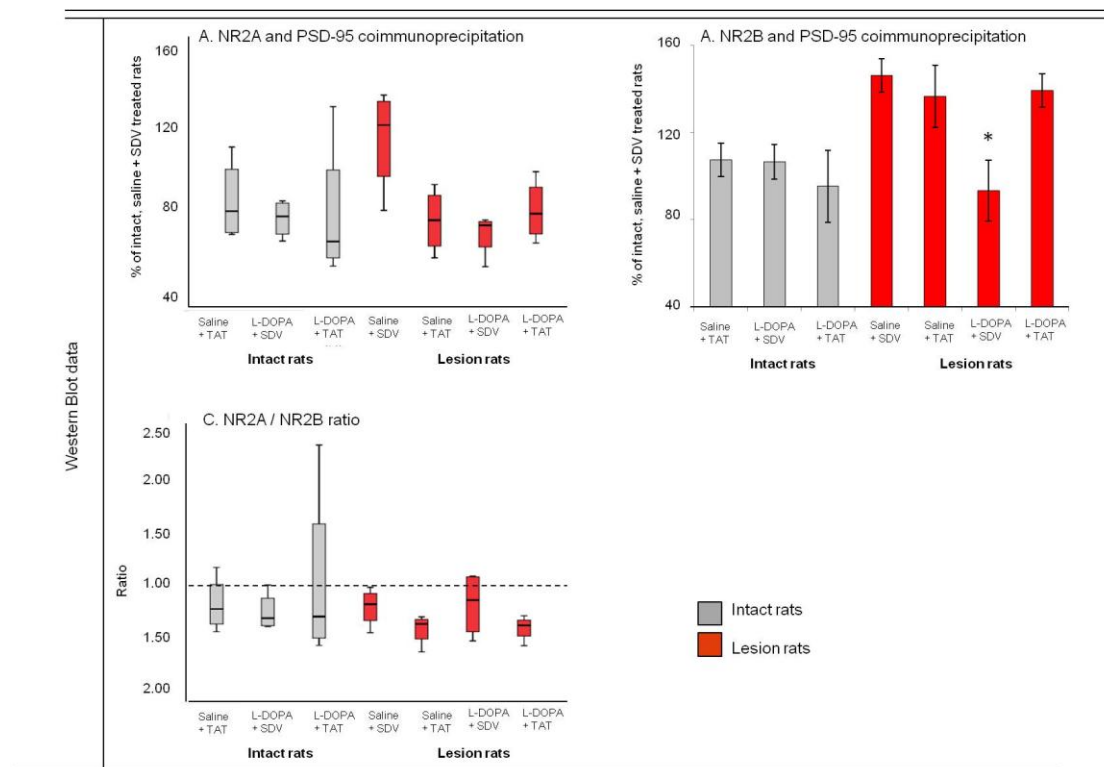 Western Blot data
A. NR2A and PSD-95 coimmunoprecipitation
% of intact, saline + SDV treated rats
160
120
80
40
Saline + TAT
L-DOPA + SDV
L-DOPA + TAT
Saline + SDV
Saline + TAT
L-DOPA + SDV
L-DOPA + TAT
Intact rats
Lesion rats
A. NR2B and PSD-95 coimmunoprecipitation
% of intact, saline + SDV treated rats
160
120
80
40
*
Saline + TAT
L-DOPA + SDV
L-DOPA + TAT
Saline + SDV
Saline + TAT
L-DOPA + SDV
L-DOPA + TAT
Intact rats
Lesion rats
C. NR2A / NR2B ratio
Ratio
2.50
2.00
1.50
1.00
1.50
2.00
Saline + TAT
L-DOPA + SDV
L-DOPA + TAT
Saline + SDV
Saline + TAT
L-DOPA + SDV
L-DOPA + TAT
Intact rats
Lesion rats
Intact rats
Lesion rats